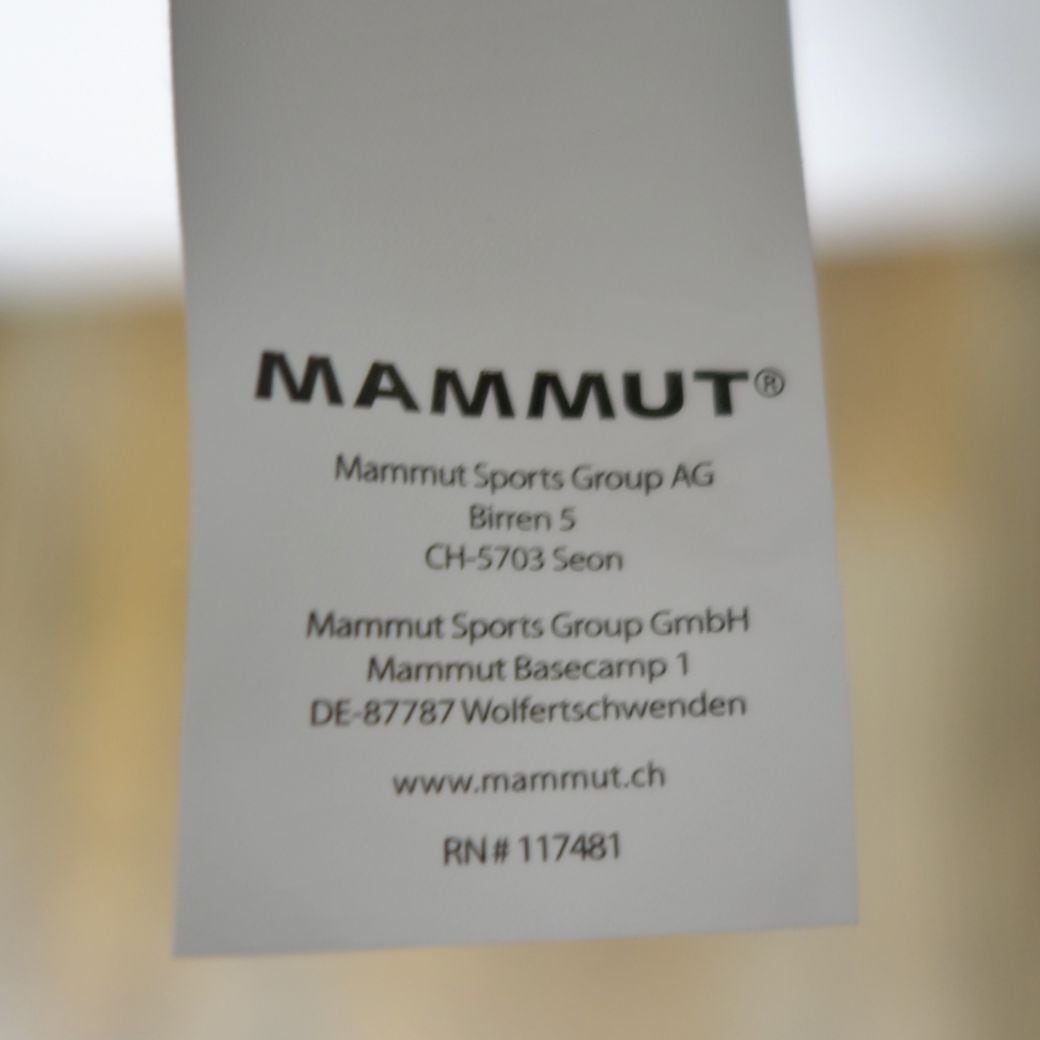 MAMMUT®
Mammut Sports Group AG
Birren 5
CH-5703 Seon
Mammut Sports Group GmbH
Mammut Basecamp 1
DE-87787 Wolfertschwenden
www.mammut.ch
RN# 117481